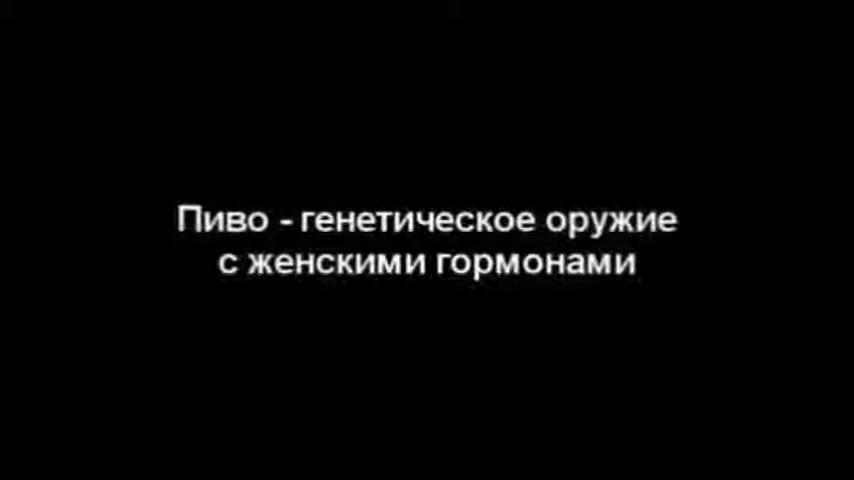 Пиво - генетическое оружие
с женскими гормонами